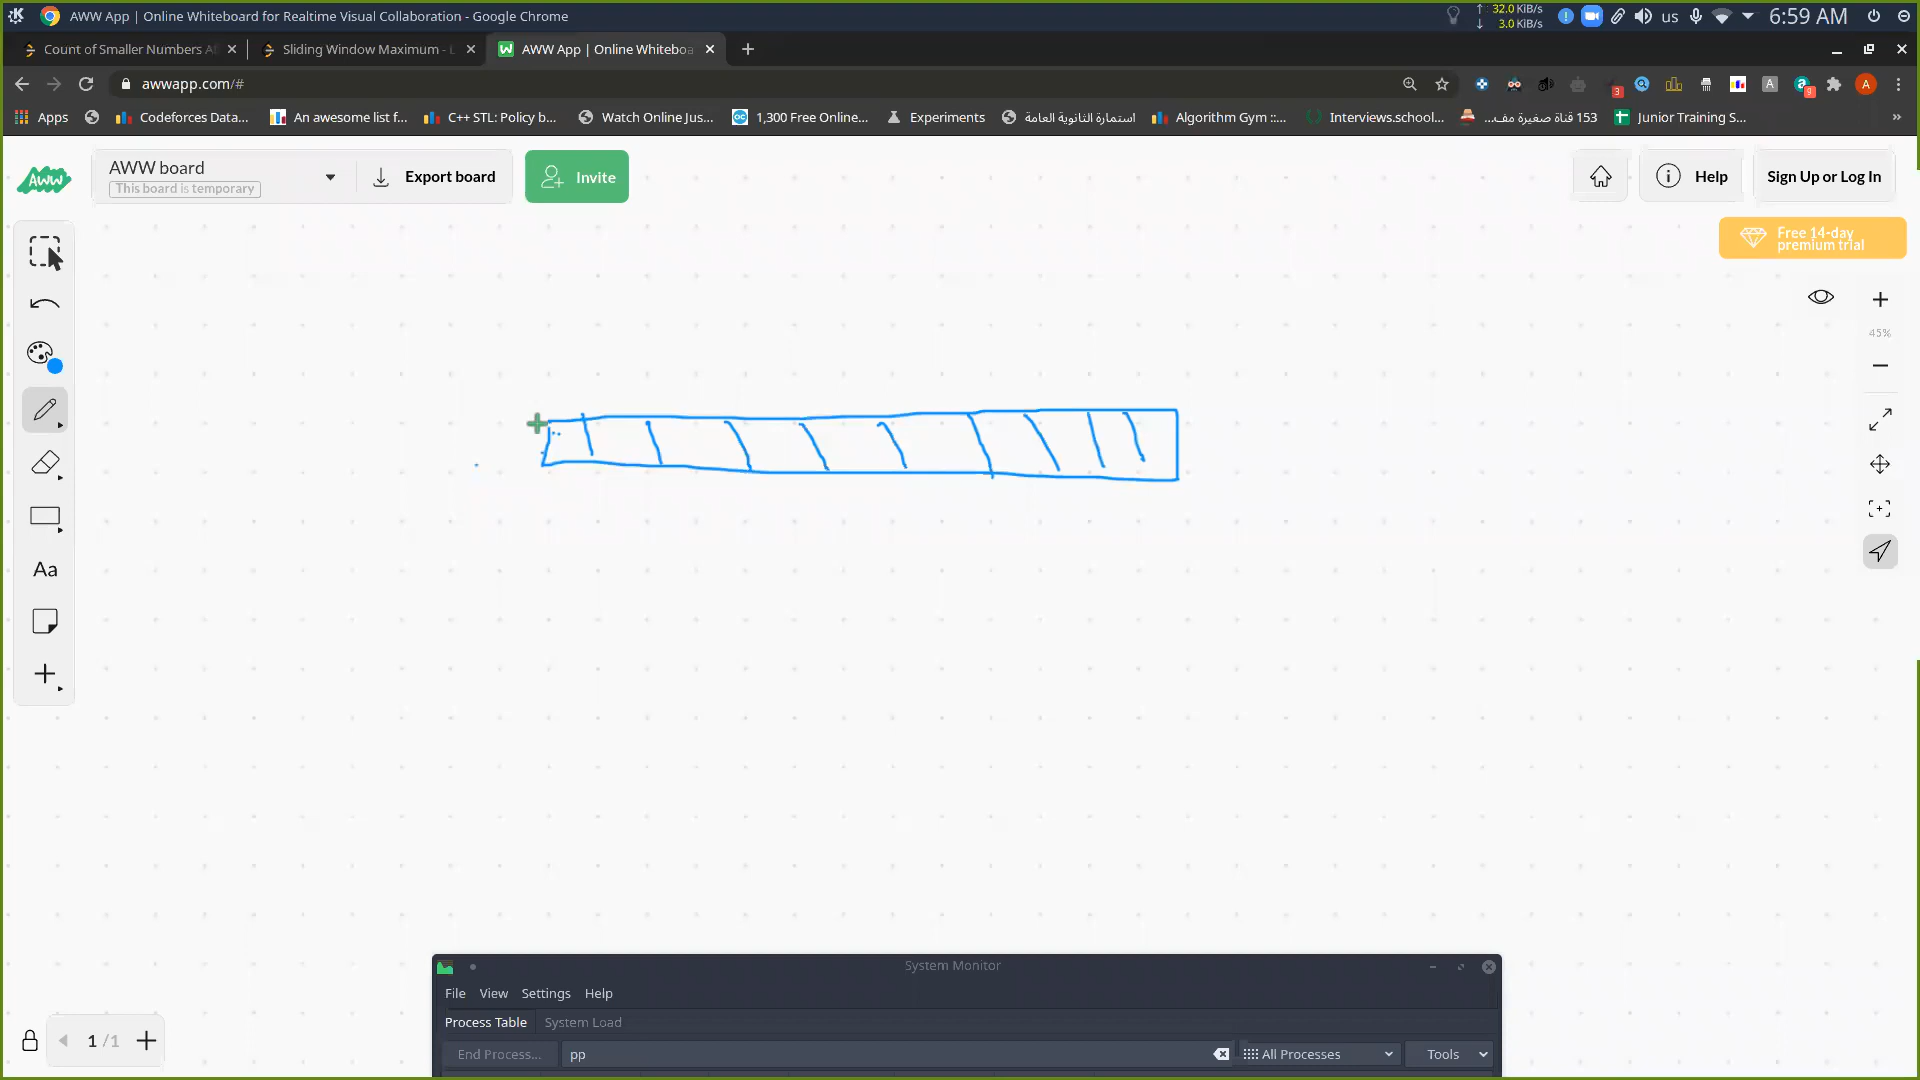 AWW App | Online Whiteboard for Realtime Visual Collaboration - Google Chrome
32.0 KiB/s
3.0 KiB/s
us
6:59 AM
Count of Smaller Numbers Af
Sliding Window Maximum - L
AWW App | Online Whiteboa
awwapp.com/#
3
A
9
A
Apps
Codeforces Data...
An awesome list f...
C++ STL: Policy b...
Watch Online Jus...
OC
1,300 Free Online...
Experiments
استمارة الثانوية العامة
Algorithm Gym ::...
Interviews.school...
153 قناة صغيرة مف...
Junior Training S...
»
AWW
AWW board
This board is temporary
Export board
Invite
Help
Sign Up or Log In
Free 14-day
premium trial
45%
Aa
1 /1
System Monitor
File View Settings Help
Process Table System Load
End Process... pp All Processes Tools